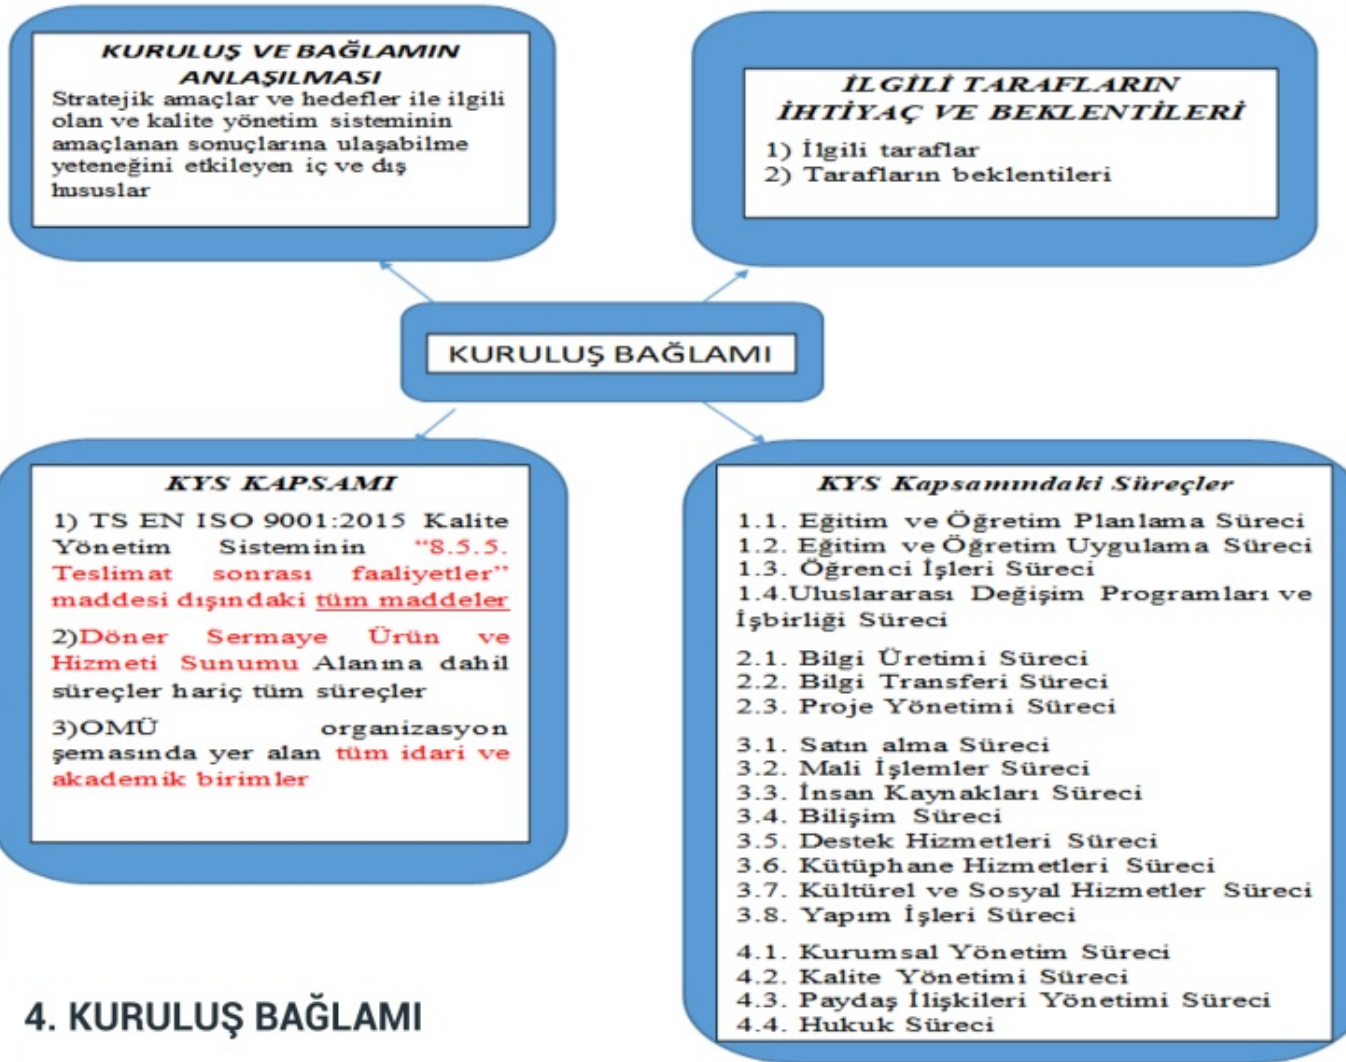 KURULUŞ VE BAĞLAMIN
ANLAŞILMASI
Stratejik amaçlar ve hedefler ile ilgili
olan ve kalite yönetim sisteminin
amaçlanan sonuçlarına ulaşabilme
yeteneğini etkileyen iç ve dış
hususlar
İLGİLİ TARAFLARIN
İHTİYAÇ VE BEKLENTİLERİ
1) İlgili taraflar
2) Tarafların beklentileri
KURULUŞ BAĞLAMI
KYS KAPSAMI
1) TS EN ISO 9001:2015 Kalite
Yönetim Sisteminin “8.5.5.
Teslimat sonrası faaliyetler”
maddesi dışındaki tüm maddeler
2)Döner Sermaye Ürün ve
Hizmeti Sunumu Alanına dahil
süreçler hariç tüm süreçler
3)OMÜ organizasyon
şemasında yer alan tüm idari ve
akademik birimler
KYS Kapsamındaki Süreçler
1.1. Eğitim ve Öğretim Planlama Süreci
1.2. Eğitim ve Öğretim Uygulama Süreci
1.3. Öğrenci İşleri Süreci
1.4.Uluslararası Değişim Programları ve
İşbirliği Süreci
2.1. Bilgi Üretimi Süreci
2.2. Bilgi Transferi Süreci
2.3. Proje Yönetimi Süreci
3.1. Satın alma Süreci
3.2. Mali İşlemler Süreci
3.3. İnsan Kaynakları Süreci
3.4. Bilişim Süreci
3.5. Destek Hizmetleri Süreci
3.6. Kütüphane Hizmetleri Süreci
3.7. Kültürel ve Sosyal Hizmetler Süreci
3.8. Yapım İşleri Süreci
4.1. Kurumsal Yönetim Süreci
4.2. Kalite Yönetimi Süreci
4.3. Paydaş İlişkileri Yönetimi Süreci
4.4. Hukuk Süreci
4. KURULUŞ BAĞLAMI